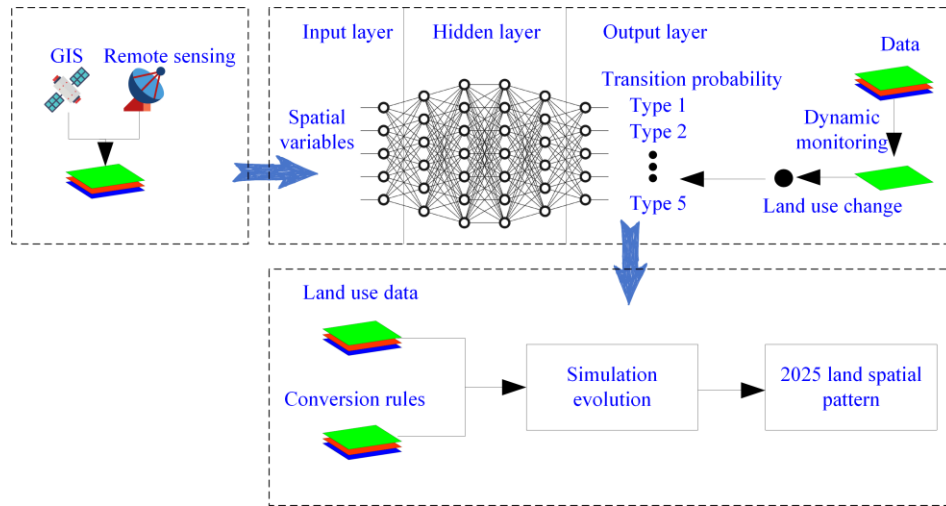 GIS
Remote sensing
Input layer
Hidden layer
Output layer
Spatial
variables
Transition probability
Type 1
Type 2
Type 5
Data
Dynamic
monitoring
Land use change
Land use data
Conversion rules
Simulation
evolution
2025 land spatial
pattern